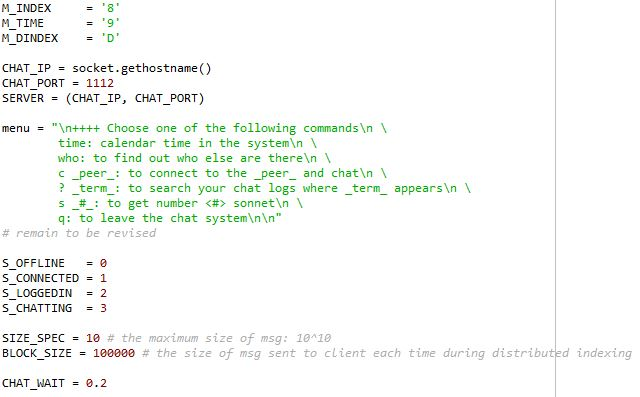 M_INDEX     = '8'
M_TIME      = '9'
M_DINDEX    = 'D'

CHAT_IP = socket.gethostname()
CHAT_PORT = 1112
SERVER = (CHAT_IP, CHAT_PORT)

menu = "\n++++ Choose one of the following commands\n \
        time: calendar time in the system\n \
        who: to find out who else are there\n \
        c _peer_: to connect to the _peer_ and chat\n \
        ? _term_: to search your chat logs where _term_ appears\n \
        s _#_: to get number <#> sonnet\n \
        q: to leave the chat system\n\n"
# remain to be revised

S_OFFLINE   = 0
S_CONNECTED = 1
S_LOGGEDIN  = 2
S_CHATTING  = 3

SIZE_SPEC = 10 # the maximum size of msg: 10^10
BLOCK_SIZE = 100000 # the size of msg sent to client each time during distributed indexing

CHAT_WAIT = 0.2